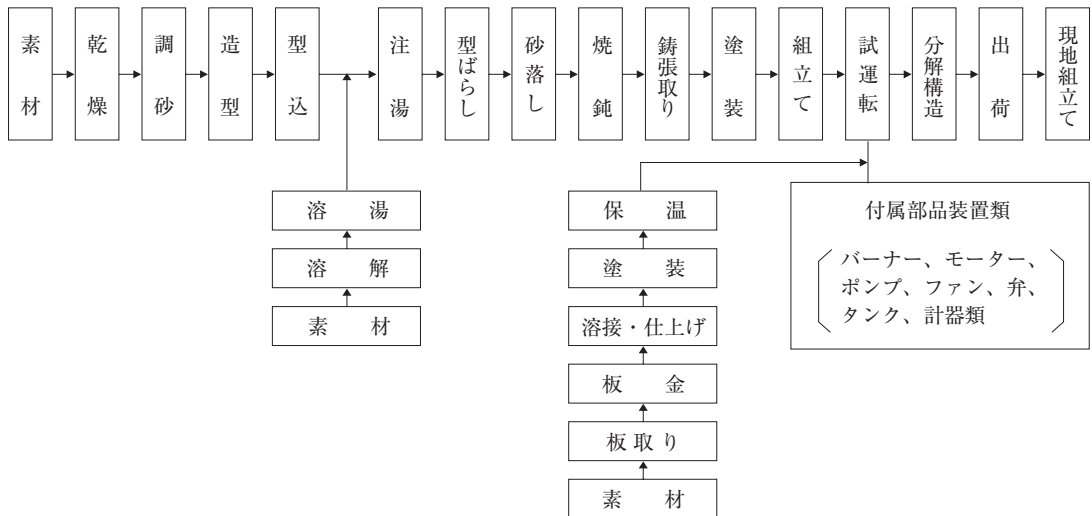 素材
乾燥
調砂
造型
型込
注湯
型ばらし
砂落し
焼鈍
鋳張取り
塗装
組立て
試運転
分解構造
出荷
現地組立て
溶湯
溶解
素材
保温
塗装
溶接・仕上げ
板金
板取り
素材
付属部品装置類
バーナー、モーター、
ポンプ、ファン、弁、
タンク、計器類